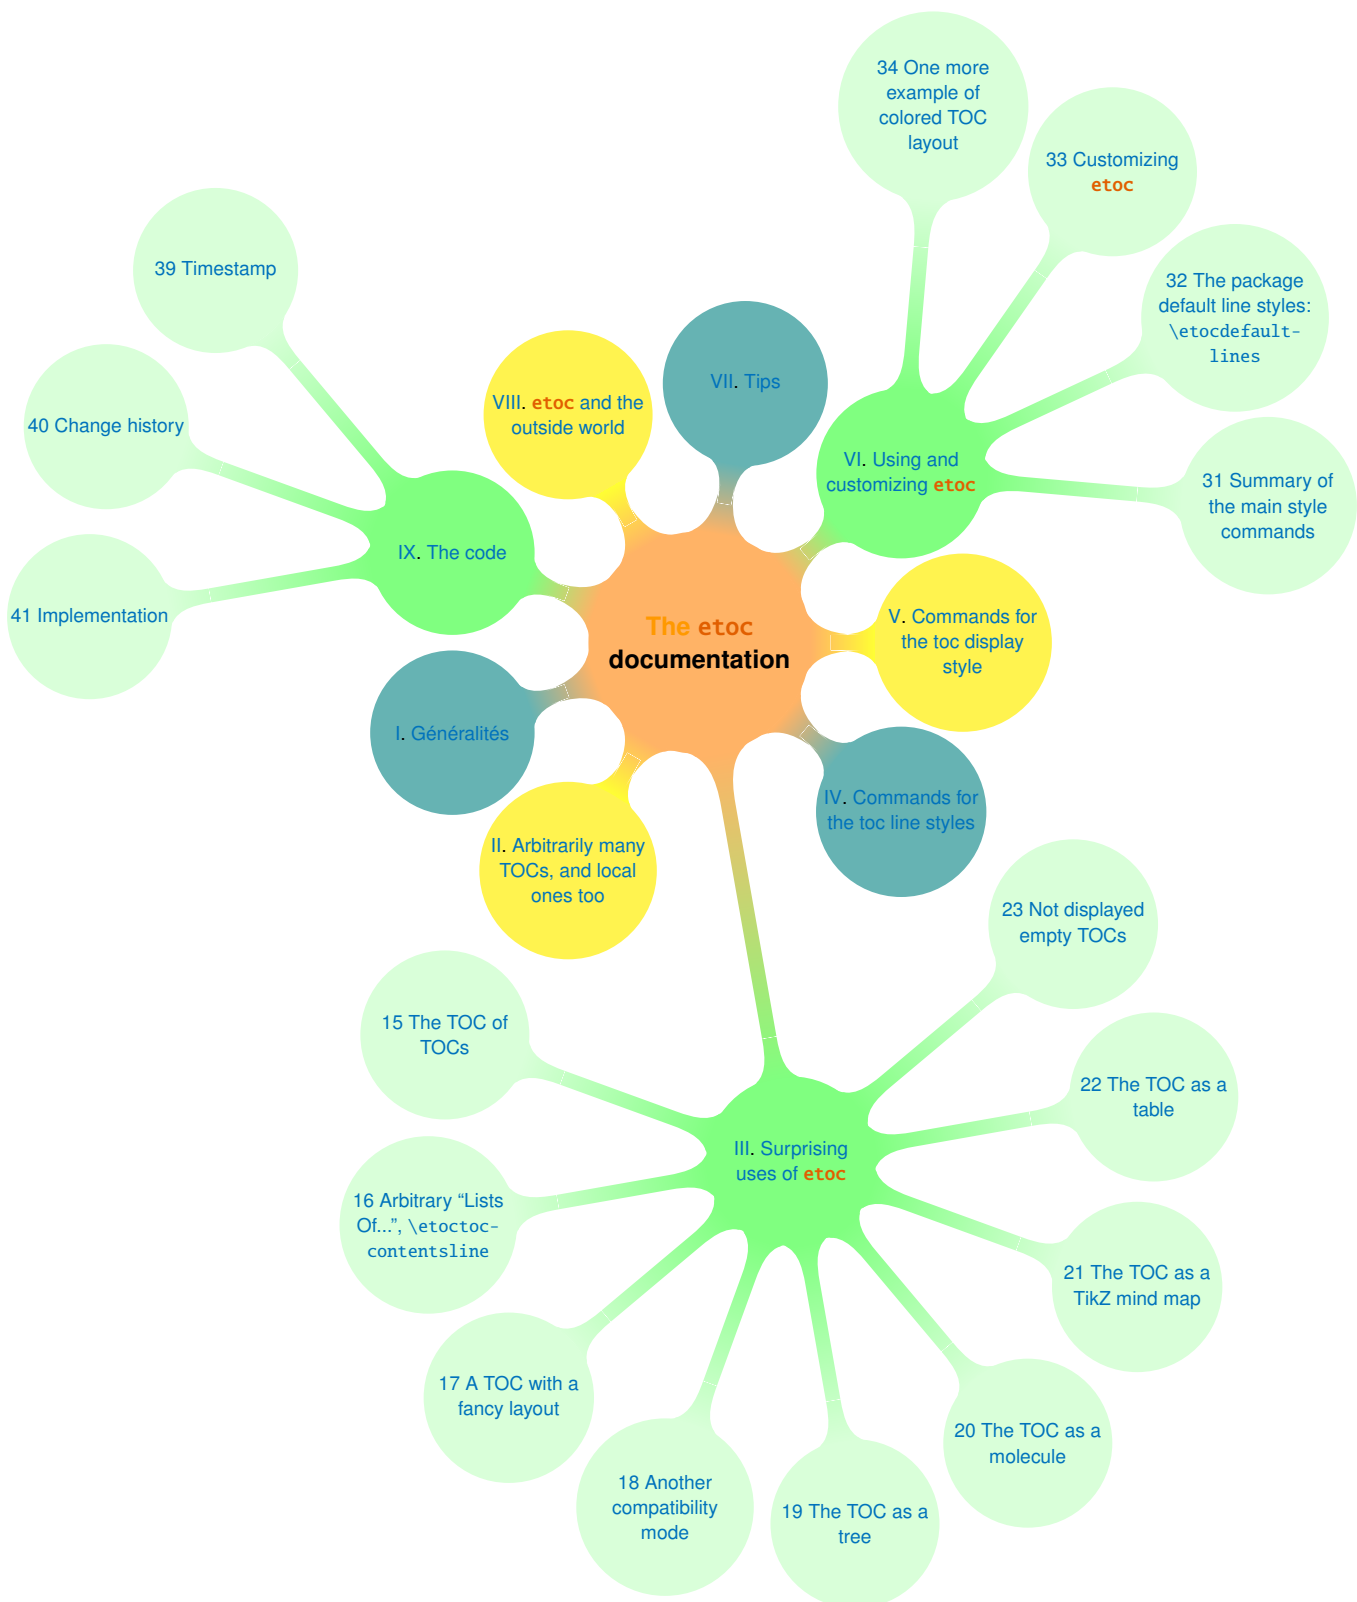 The etoc
documentation
I. Généralités
II. Arbitrarily many
TOCs, and local
ones too
III. Surprising
uses of etoc
15 The TOC of
TOCs
16 Arbitrary “Lists
Of...”, \etoctoc-
contentsline
17 A TOC with a
fancy layout
18 Another
compatibility
mode
19 The TOC as a
tree
20 The TOC as a
molecule
21 The TOC as a
TikZ mind map
22 The TOC as a
table
23 Not displayed
empty TOCs
IV. Commands for
the toc line styles
V. Commands for
the toc display
style
VI. Using and
customizing etoc
31 Summary of
the main style
commands
32 The package
default line styles:
\etocdefault-
lines
33 Customizing
etoc
34 One more
example of
colored TOC
layout
VII. Tips
VIII. etoc and the
outside world
IX. The code
39 Timestamp
40 Change history
41 Implementation